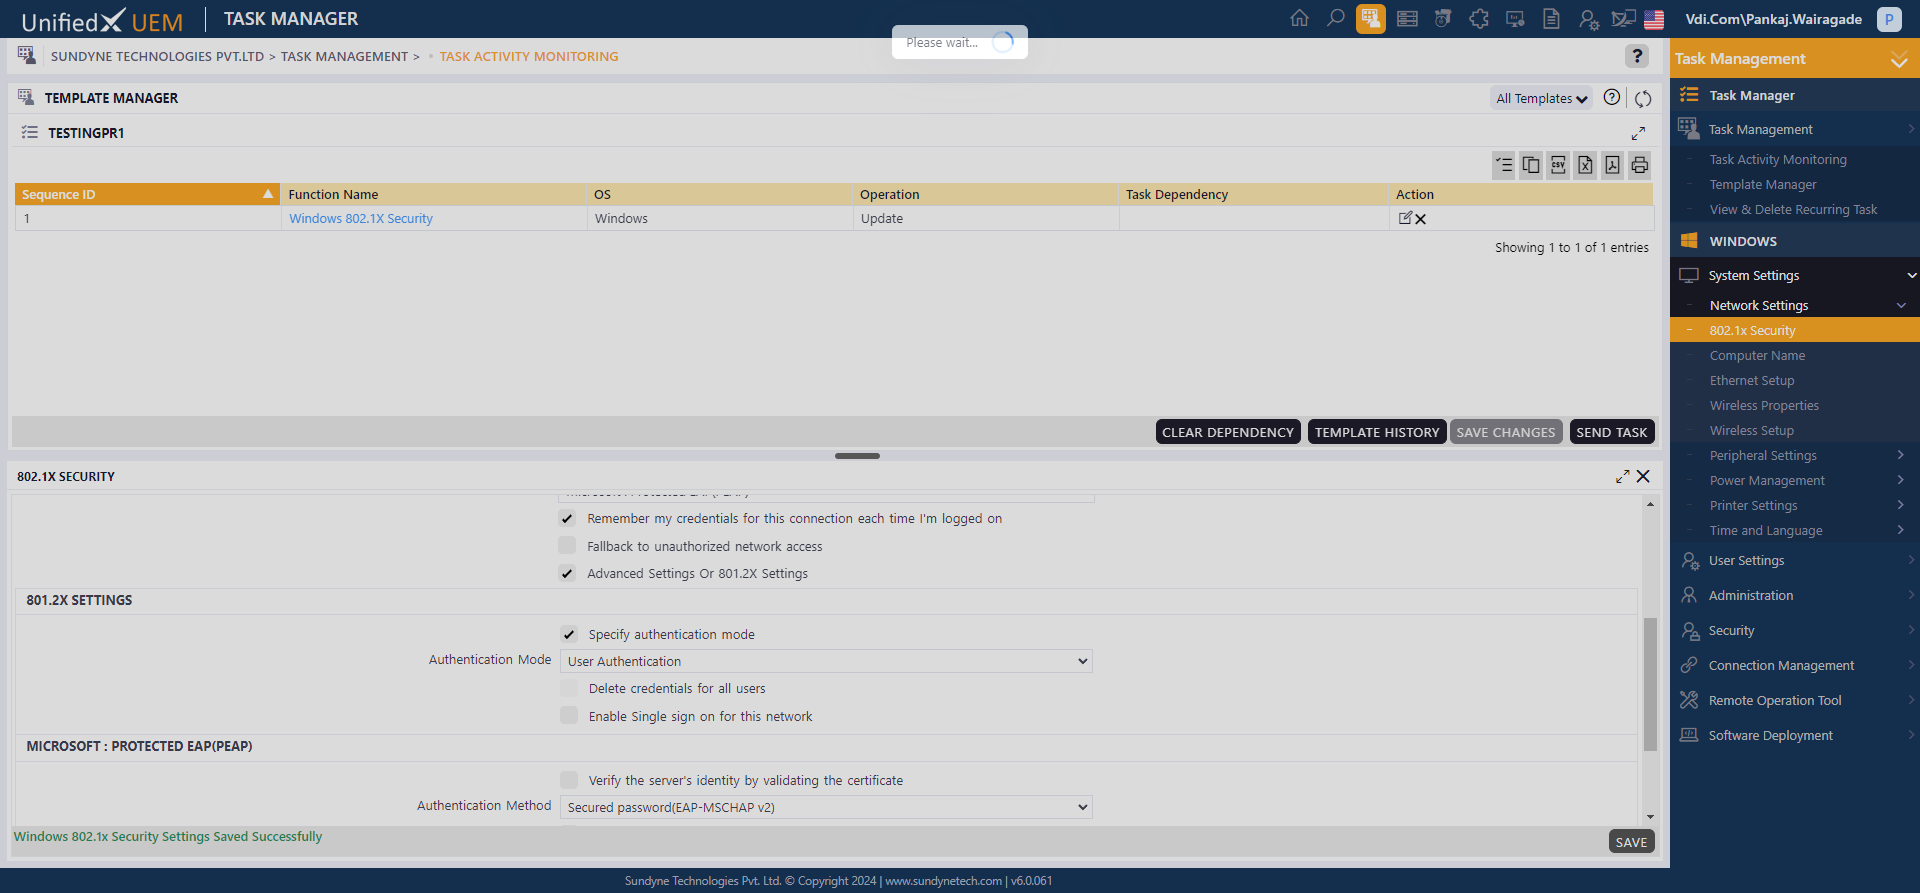 UnifiedX UEM
TASK MANAGER
Please wait...
Vdi.Com\Pankaj.Wairagade
P
SUNDYNE TECHNOLOGIES PVT.LTD > TASK MANAGEMENT > • TASK ACTIVITY MONITORING
?
TEMPLATE MANAGER
All Templates
TESTINGPR1
CSV
Sequence ID Function Name OS Operation Task Dependency Action
1 Windows 802.1X Security Windows Update
Showing 1 to 1 of 1 entries
CLEAR DEPENDENCY TEMPLATE HISTORY SAVE CHANGES SEND TASK
802.1X SECURITY
Microsoft : Protected EAP(PEAP)
Remember my credentials for this connection each time I'm logged on
Fallback to unauthorized network access
Advanced Settings Or 801.2X Settings
801.2X SETTINGS
Specify authentication mode
Authentication Mode User Authentication
Delete credentials for all users
Enable Single sign on for this network
MICROSOFT : PROTECTED EAP(PEAP)
Verify the server's identity by validating the certificate
Authentication Method Secured password(EAP-MSCHAP v2)
Windows 802.1x Security Settings Saved Successfully
SAVE
Task Management
Task Manager
Task Management
Task Activity Monitoring
Template Manager
View & Delete Recurring Task
WINDOWS
System Settings
Network Settings
802.1x Security
Computer Name
Ethernet Setup
Wireless Properties
Wireless Setup
Peripheral Settings
Power Management
Printer Settings
Time and Language
User Settings
Administration
Security
Connection Management
Remote Operation Tool
Software Deployment
Sundyne Technologies Pvt. Ltd. © Copyright 2024 | www.sundynetech.com | v6.0.061